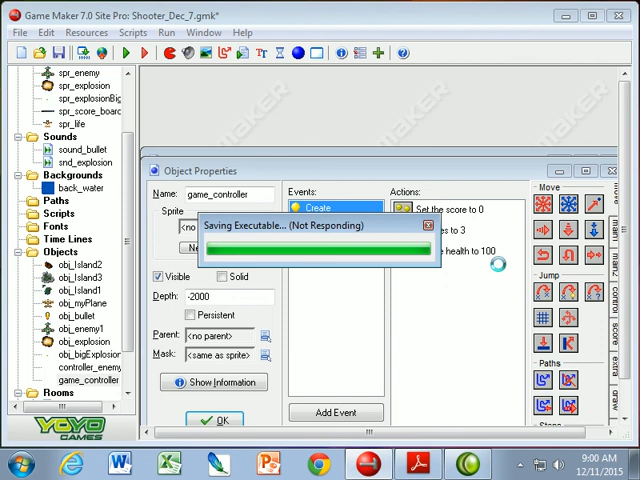 Game Maker 7.0 Site Pro: Shooter_Dec_7.gmk*
File Edit Resources Scripts Run Window Help
spr_enemy
spr_explosion
spr_explosionBig
spr_score_board
spr_life
Sounds
sound_bullet
snd_explosion
Backgrounds
back_water
Paths
Scripts
Fonts
Time Lines
Objects
obj_Island2
obj_Island3
obj_Island1
obj_myPlane
obj_bullet
obj_enemy1
obj_explosion
obj_bigExplosion
controller_enemy
game_controller
Rooms
YOYO
GAMES
Object Properties
Name: game_controller
Sprite
<no
Visible
Solid
Depth: -2000
Persistent
Parent: <no parent>
Mask: <same as sprite>
Show Information
OK
Events:
Create
Add Event
Actions:
Set the score to 0
es to 3
e health to 100
Saving Executable... (Not Responding)
Move
Jump
Paths
Steps
move
main1
main2
control
score
extra
draw
9:00 AM
12/11/2015